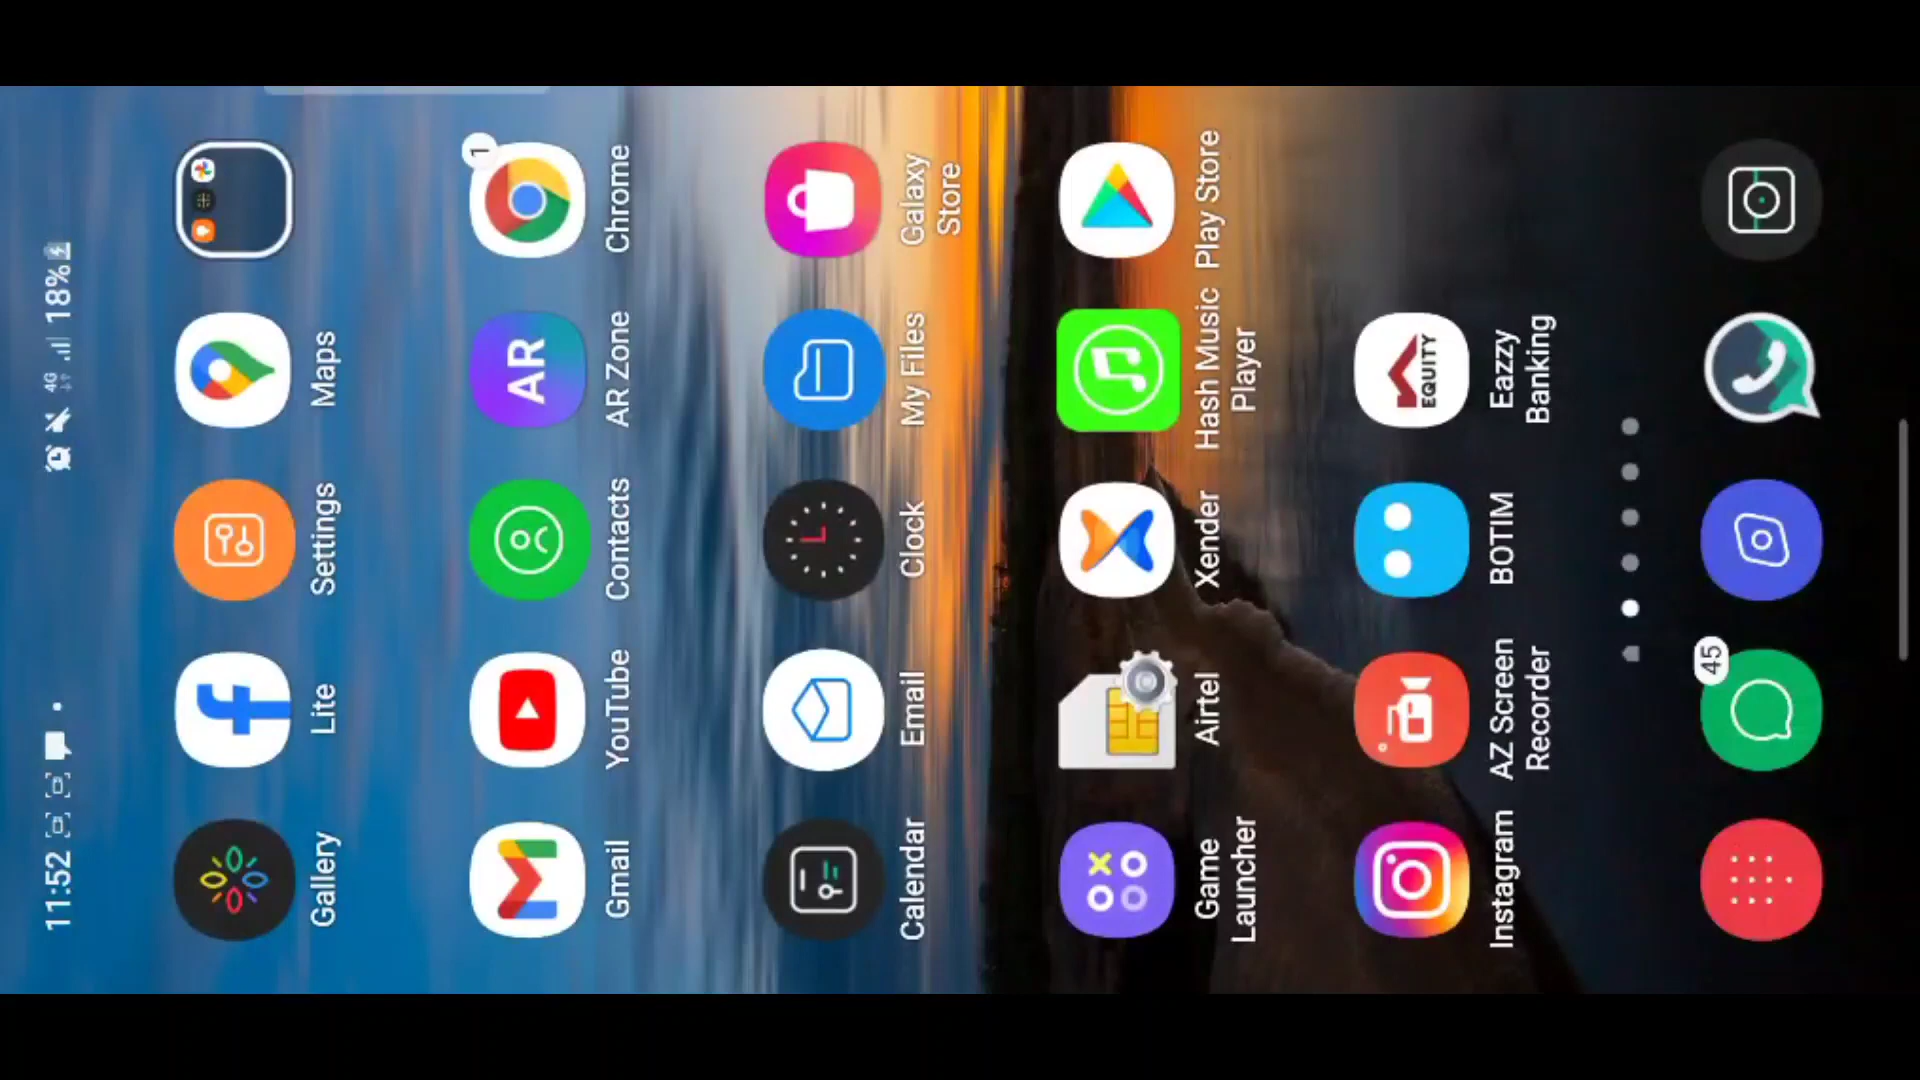 11:52
4G
18%
Gallery
Lite
Settings
Maps
Gmail
YouTube
Contacts
AR
AR Zone
1
Chrome
Calendar
Email
Clock
My Files
Galaxy
Store
Game
Launcher
Airtel
Xender
Hash Music
Player
Play Store
Instagram
AZ Screen
Recorder
BOTIM
EQUITY
Eazzy
Banking
45